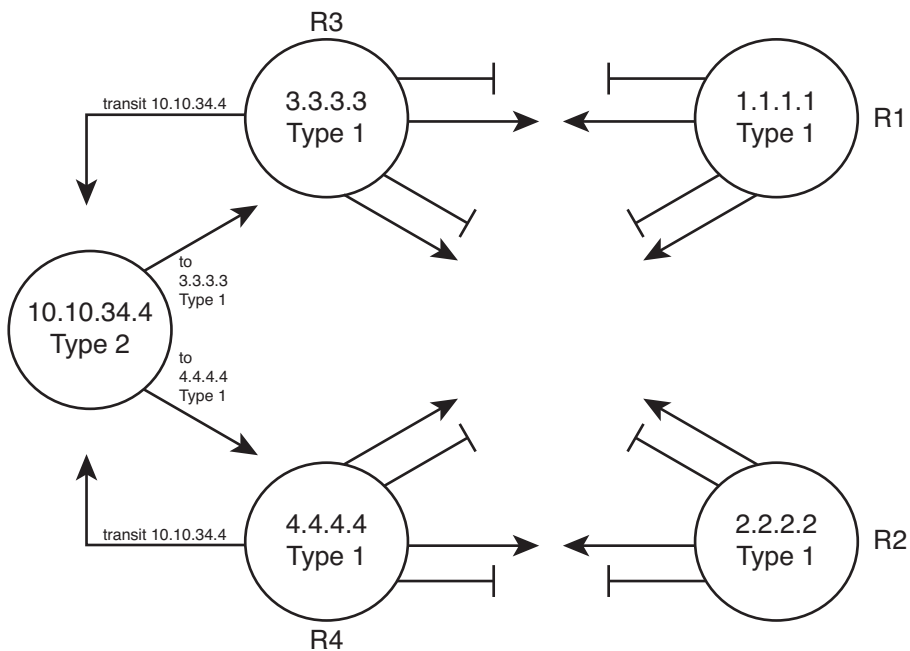 R3
3.3.3.3
Type 1
1.1.1.1
Type 1
R1
transit 10.10.34.4
to
3.3.3.3
Type 1
10.10.34.4
Type 2
to
4.4.4.4
Type 1
transit 10.10.34.4
4.4.4.4
Type 1
R4
2.2.2.2
Type 1
R2